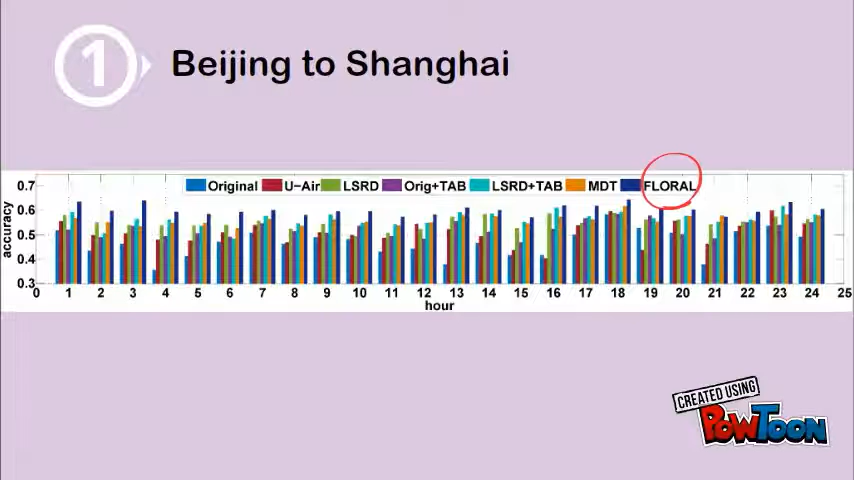 1
Beijing to Shanghai
Original U-Air LSRD Orig+TAB LSRD+TAB MDT FLORAL
0.7
0.6
0.5
0.4
0.3
accuracy
0 1 2 3 4 5 6 7 8 9 10 11 12 13 14 15 16 17 18 19 20 21 22 23 24 25
hour
CREATED USING
POWTOON